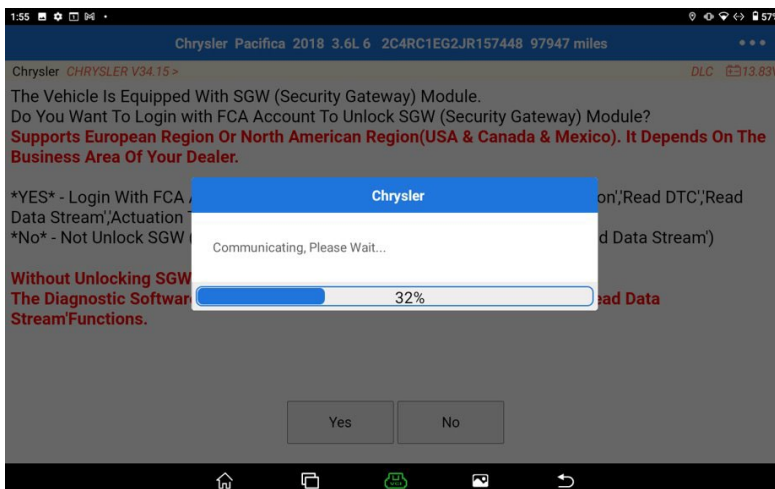 1:55
57%
Chrysler Pacifica 2018 3.6L 6 2C4RC1EG2JR157448 97947 miles
Chrysler CHRYSLER V34.15 >
DLC 13.83V
The Vehicle Is Equipped With SGW (Security Gateway) Module.
Do You Want To Login with FCA Account To Unlock SGW (Security Gateway) Module?
Supports European Region Or North American Region(USA & Canada & Mexico). It Depends On The
Business Area Of Your Dealer.
*YES* - Login With FCA on','Read DTC','Read
Data Stream','Actuation
*No* - Not Unlock SGW d Data Stream')
Without Unlocking SGW
The Diagnostic Softwar ead Data
Stream'Functions.
Chrysler
Communicating, Please Wait...
32%
Yes
No